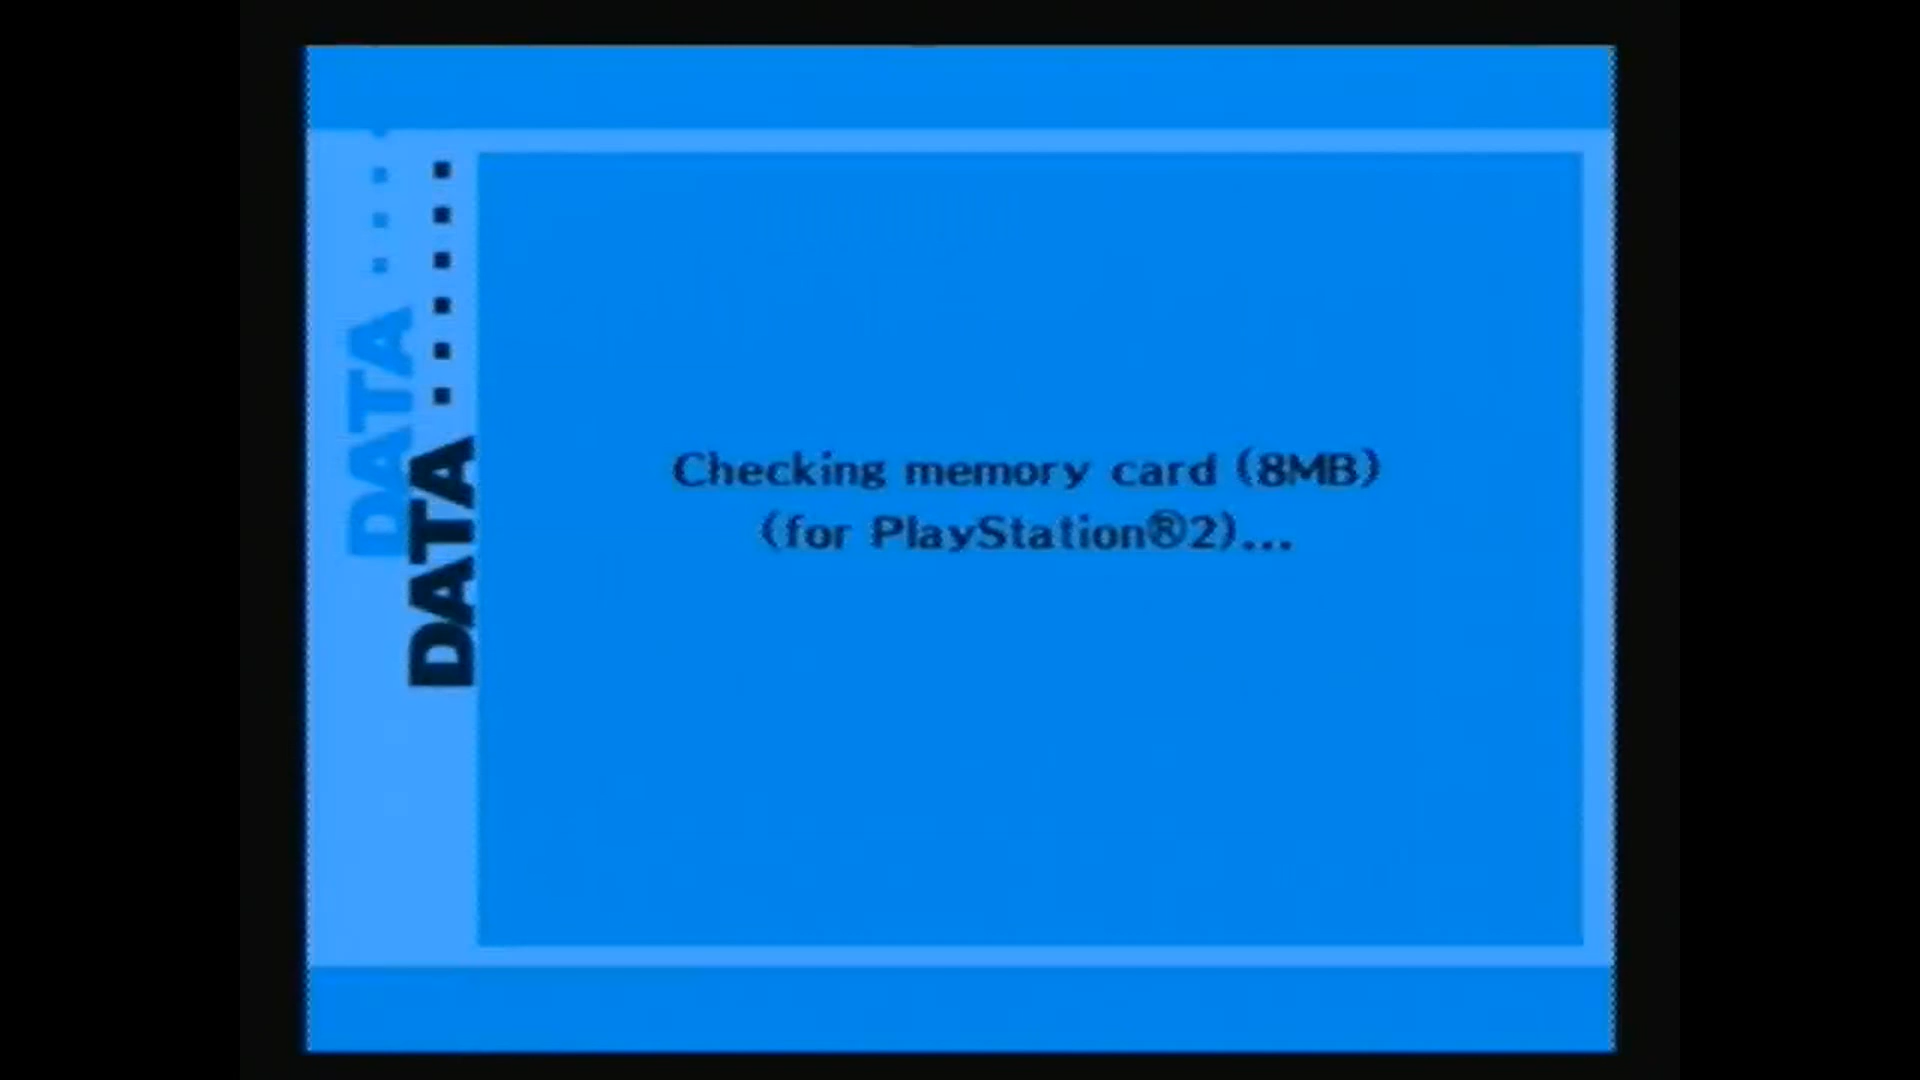 DATA......
DATA....
Checking memory card (8MB)
(for PlayStation®2)...